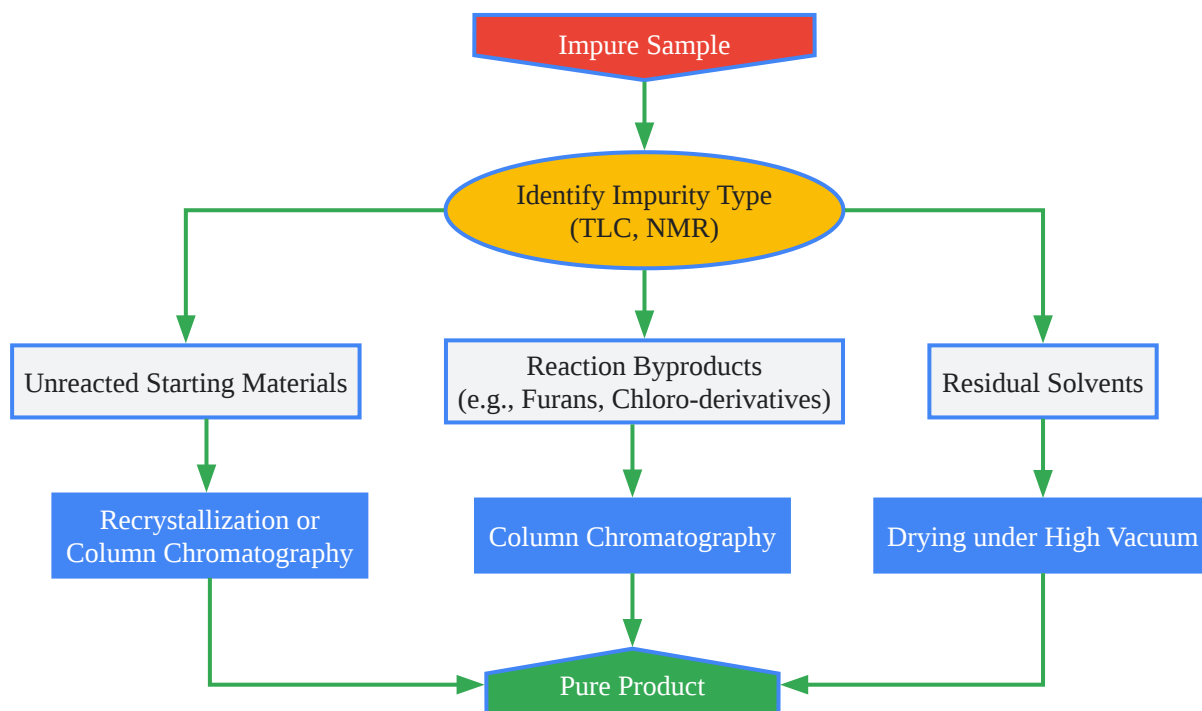 Impure Sample
Identify Impurity Type
(TLC, NMR)
Unreacted Starting Materials
Reaction Byproducts
(e.g., Furans, Chloro-derivatives)
Residual Solvents
Recrystallization or
Column Chromatography
Column Chromatography
Drying under High Vacuum
Pure Product